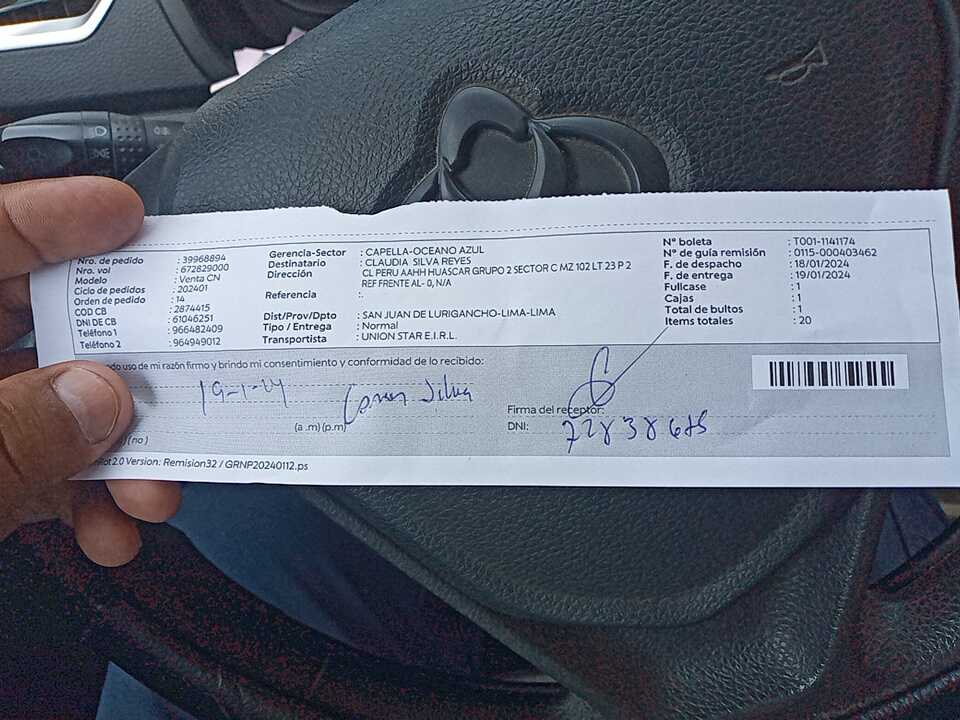 Nro. de pedido : 39968894
Nro. vol : 672829000
Modelo : Venta CN
Ciclo de pedidos : 202401
Orden de pedido : 14
COD CB : 2874415
DNI DE CB : 61046251
Teléfono 1 : 966482409
Teléfono 2 : 964949012
Gerencia-Sector : CAPELLA-OCEANO AZUL
Destinatario : CLAUDIA SILVA REYES
Dirección : CL PERU AAHH HUASCAR GRUPO 2 SECTOR C MZ 102 LT 23 P 2
REF FRENTE AL- 0, N/A
Referencia : .
Dist/Prov/Dpto : SAN JUAN DE LURIGANCHO-LIMA-LIMA
Tipo / Entrega : Normal
Transportista : UNION STAR E.I.R.L.
N° boleta : T001-1141174
N° de guía remisión : 0115-000403462
F. de despacho : 18/01/2024
F. de entrega : 19/01/2024
Fullcase : 1
Cajas : 1
Total de bultos : 1
Items totales : 20
do uso de mi razón firmo y brindo mi consentimiento y conformidad de lo recibido:
19-1-24 Silva
(a .m) (p.m)
Firma del receptor:
DNI: 72838685
(no )
2.0 Version: Remision32 / GRNP20240112.ps